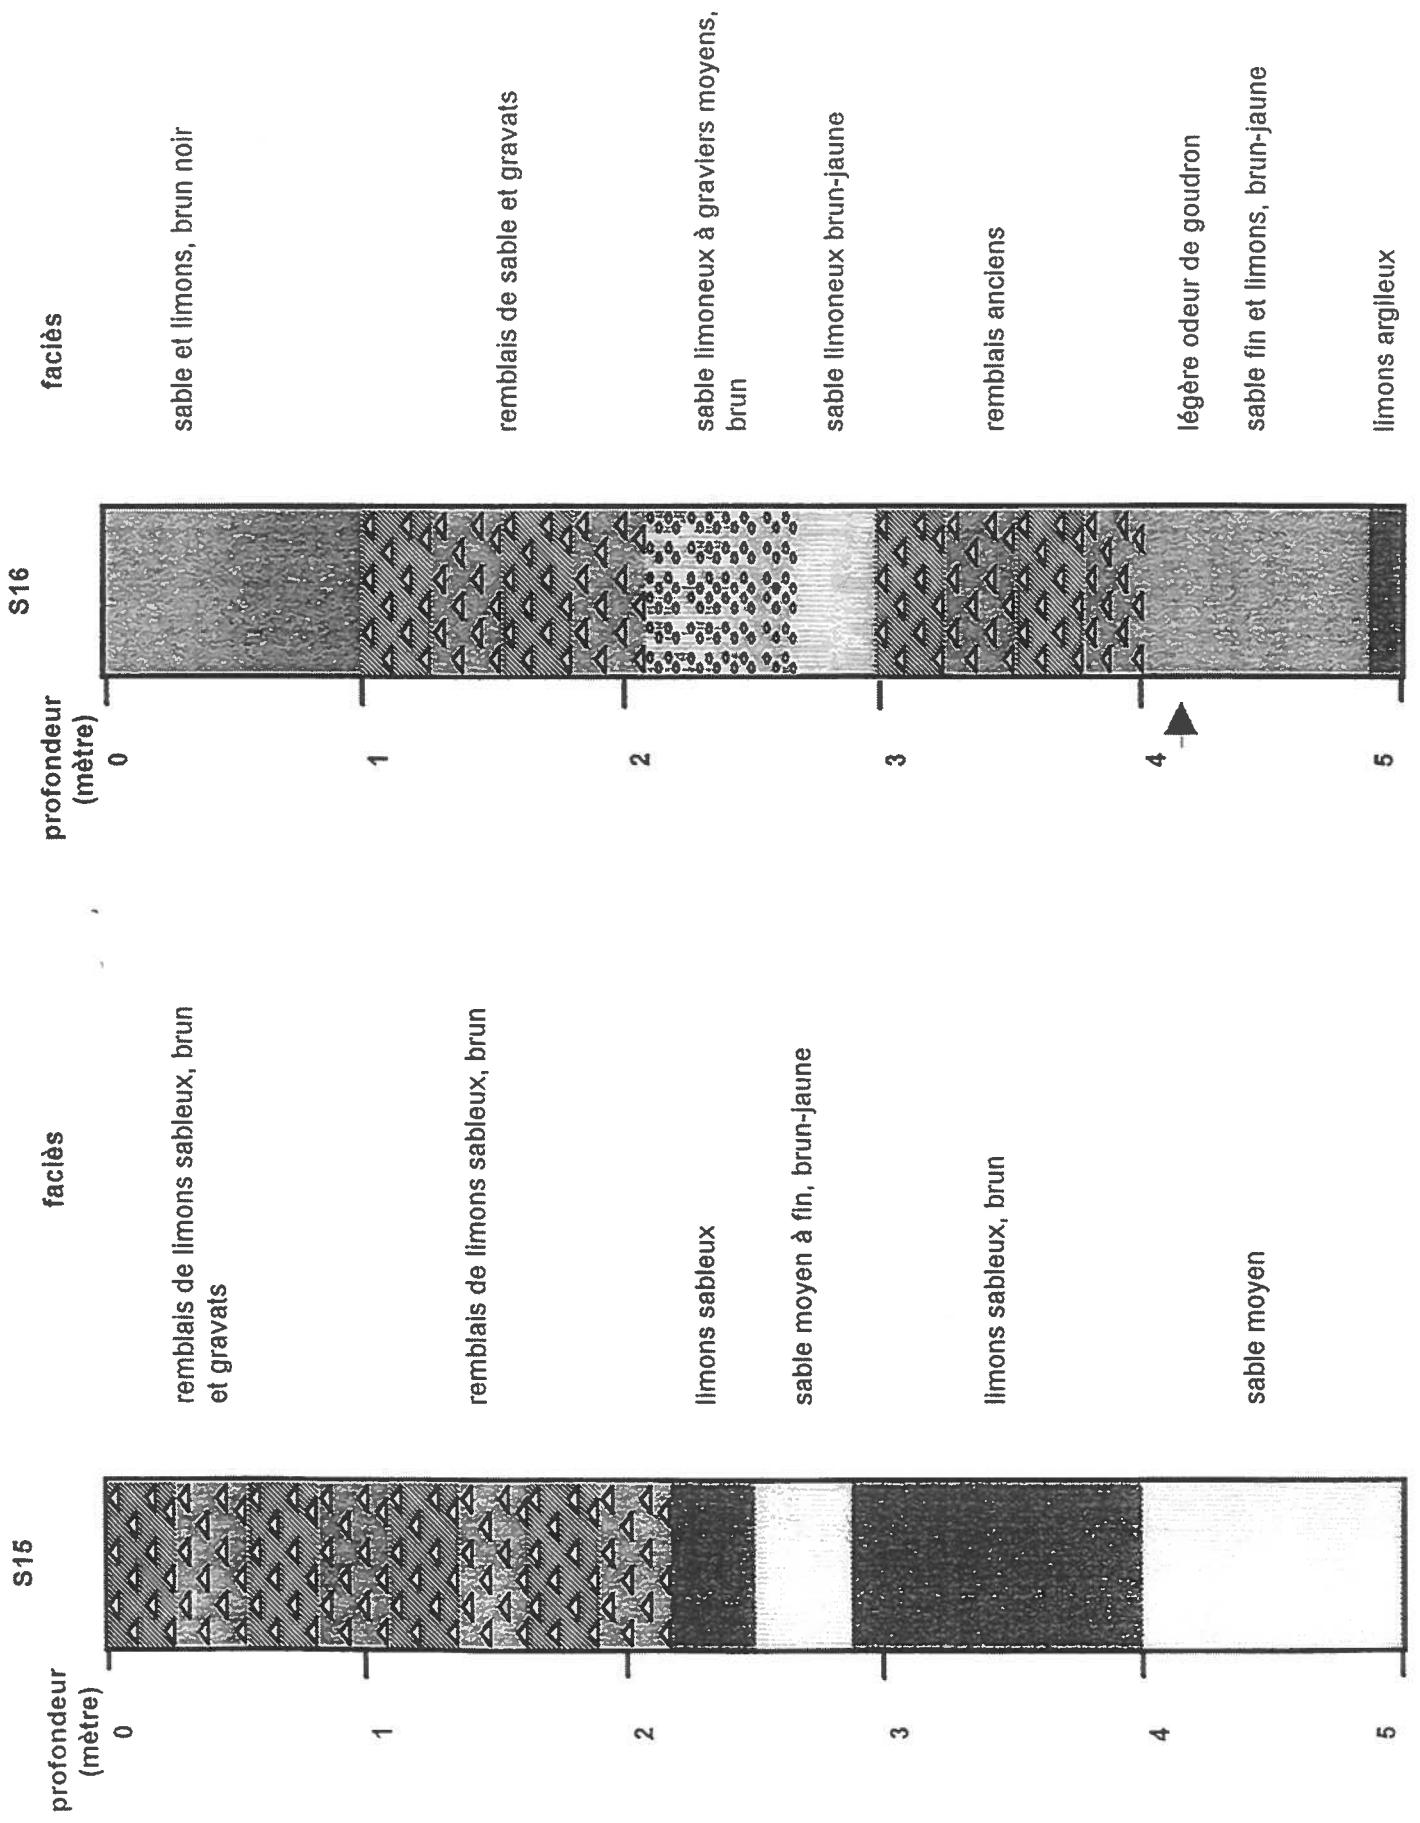 S15
profondeur
(mètre)
faciès
0
remblais de limons sableux, brun
et gravats
1
remblais de limons sableux, brun
2
limons sableux
sable moyen à fin, brun-jaune
3
limons sableux, brun
4
sable moyen
5
S16
profondeur
(mètre)
faciès
0
sable et limons, brun noir
1
remblais de sable et gravats
2
sable limoneux à graviers moyens,
brun
sable limoneux brun-jaune
3
remblais anciens
4
légère odeur de goudron
sable fin et limons, brun-jaune
5
limons argileux